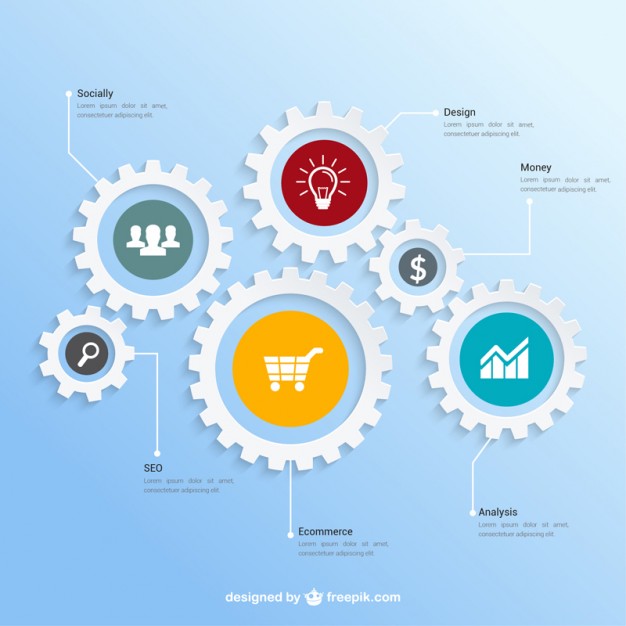 Socially
Lorem ipsum dolor sit amet,
consectetuer adipiscing elit.
Design
Lorem ipsum dolor sit amet,
consectetuer adipiscing elit.
Money
Lorem ipsum dolor sit amet,
consectetuer adipiscing elit.
$
SEO
Lorem ipsum dolor sit amet,
consectetuer adipiscing elit.
Ecommerce
Lorem ipsum dolor sit amet,
consectetuer adipiscing elit.
Analysis
Lorem ipsum dolor sit amet,
consectetuer adipiscing elit.
designed by freepik.com